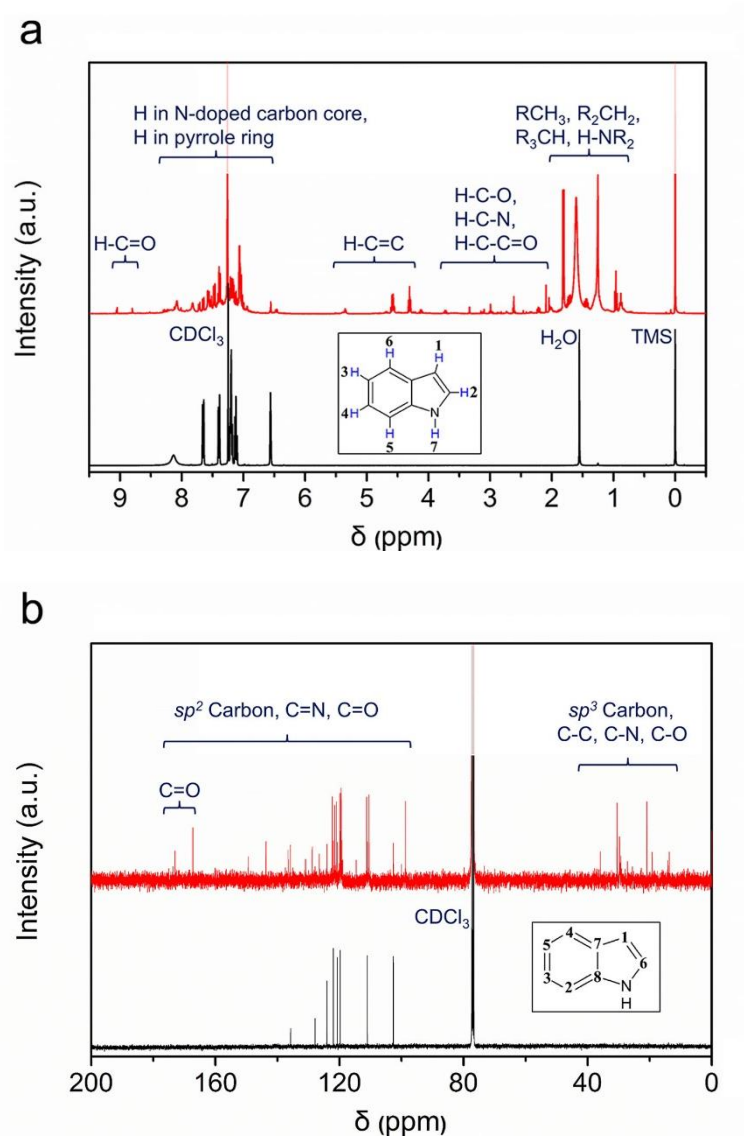 a
H in N-doped carbon core,
H in pyrrole ring
RCH₃, R₂CH₂,
R₃CH, H-NR₂
H-C-O,
H-C-N,
H-C-C=O
H-C=O
H-C=C
CDCl₃
H₂O
TMS
6
H
1
H
3 H
H 2
4 H
N
H
5
H
7
Intensity (a.u.)
9 8 7 6 5 4 3 2 1 0
δ (ppm)
b
sp² Carbon, C=N, C=O
sp³ Carbon,
C-C, C-N, C-O
C=O
CDCl₃
4
1
5
7
6
3
8
2
N
H
Intensity (a.u.)
200 160 120 80 40 0
δ (ppm)